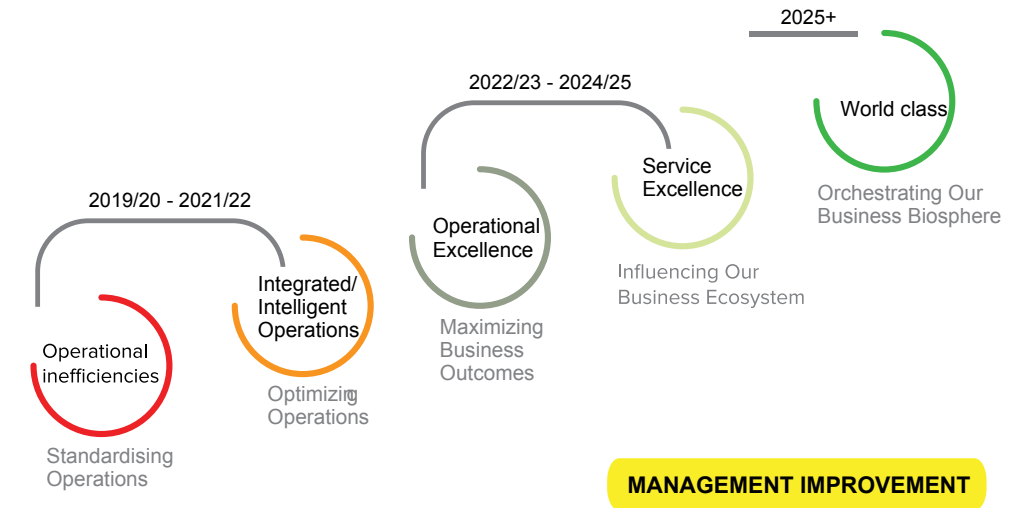 2025+
World class
Orchestrating Our
Business Biosphere
2022/23 - 2024/25
Service
Excellence
Influencing Our
Business Ecosystem
Operational
Excellence
Maximizing
Business
Outcomes
2019/20 - 2021/22
Integrated/
Intelligent
Operations
Optimizing
Operations
Operational
inefficiencies
Standardising
Operations
MANAGEMENT IMPROVEMENT